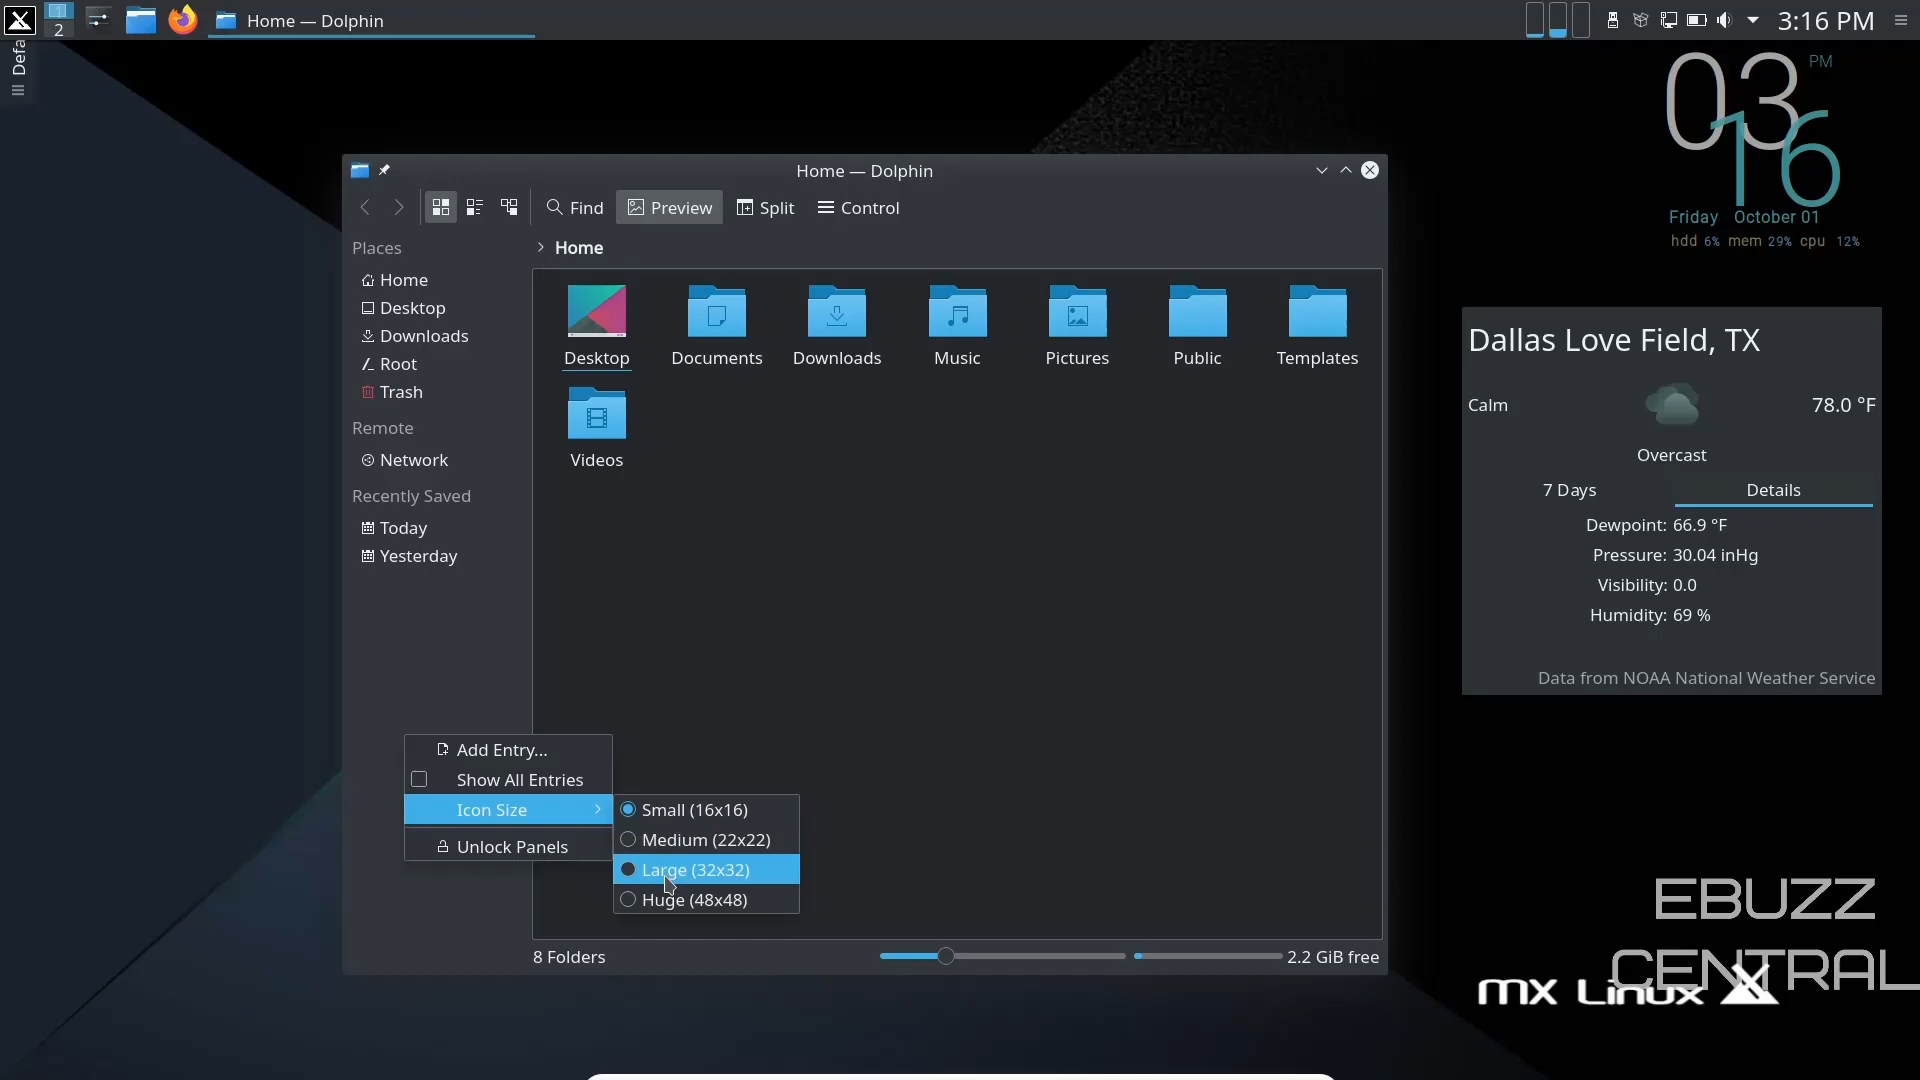 1
2
Home — Dolphin
3:16 PM
Defa
03
PM
16
Friday October 01
hdd 6% mem 29% cpu 12%
Home — Dolphin
Find
Preview
Split
Control
Places
Home
Home
Desktop
Downloads
Root
Trash
Remote
Network
Recently Saved
Today
Yesterday
Desktop
Documents
Downloads
Music
Pictures
Public
Templates
Videos
Dallas Love Field, TX
Calm
78.0 °F
Overcast
7 Days
Details
Dewpoint: 66.9 °F
Pressure: 30.04 inHg
Visibility: 0.0
Humidity: 69 %
Data from NOAA National Weather Service
Add Entry...
Show All Entries
Icon Size
Unlock Panels
Small (16x16)
Medium (22x22)
Large (32x32)
Huge (48x48)
8 Folders
2.2 GiB free
EBUZZ
CENTRAL
mx Linux